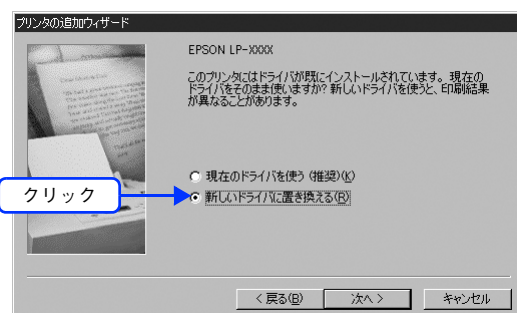 プリンタの追加ウィザード
EPSON LP-XXXX
このプリンタにはドライバが既にインストールされています。現在の
ドライバをそのまま使いますか? 新しいドライバを使うと、印刷結果
が異なることがあります。
現在のドライバを使う (推奨)(K)
クリック
新しいドライバに置き換える(R)
< 戻る(B)
次へ >
キャンセル